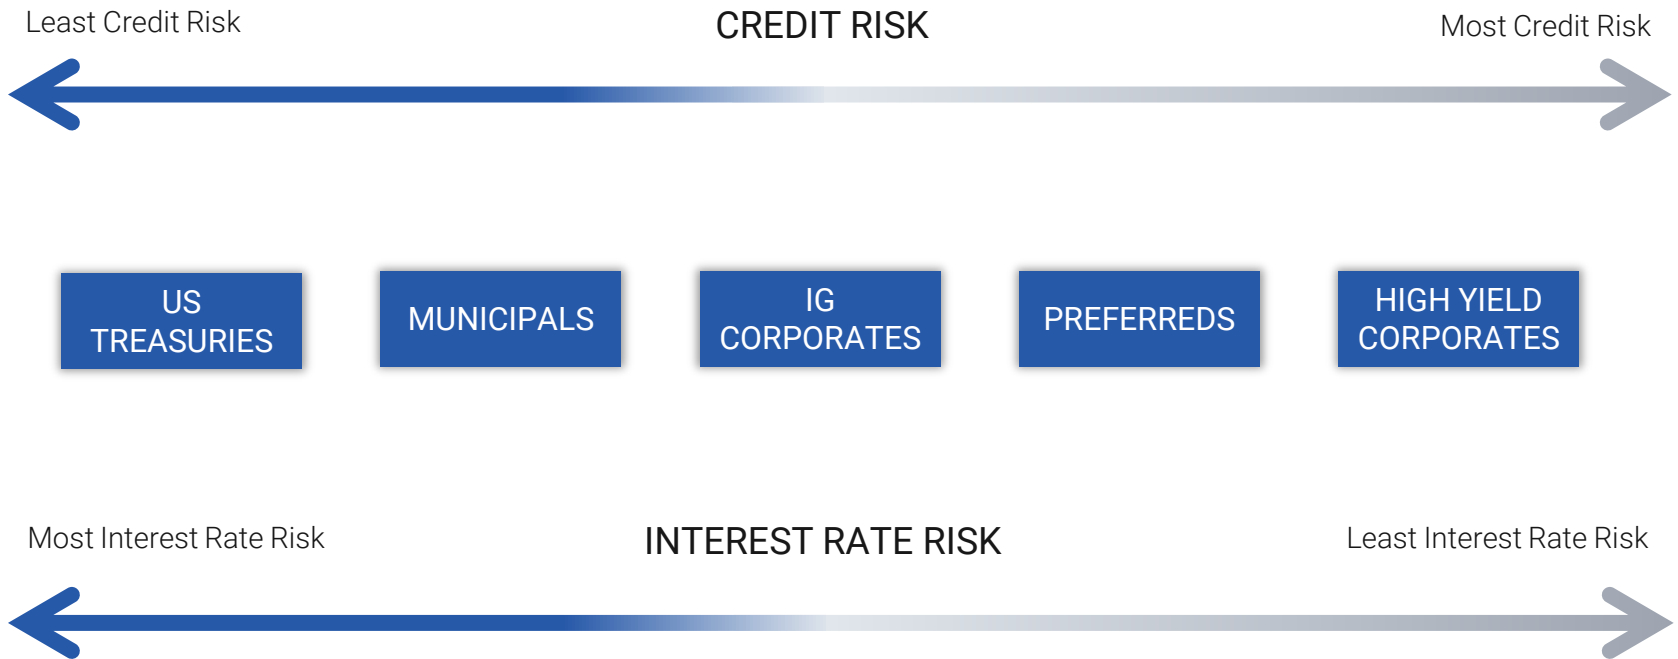 Least Credit Risk
CREDIT RISK
Most Credit Risk
US
TREASURIES
MUNICIPALS
IG
CORPORATES
PREFERREDS
HIGH YIELD
CORPORATES
Most Interest Rate Risk
INTEREST RATE RISK
Least Interest Rate Risk